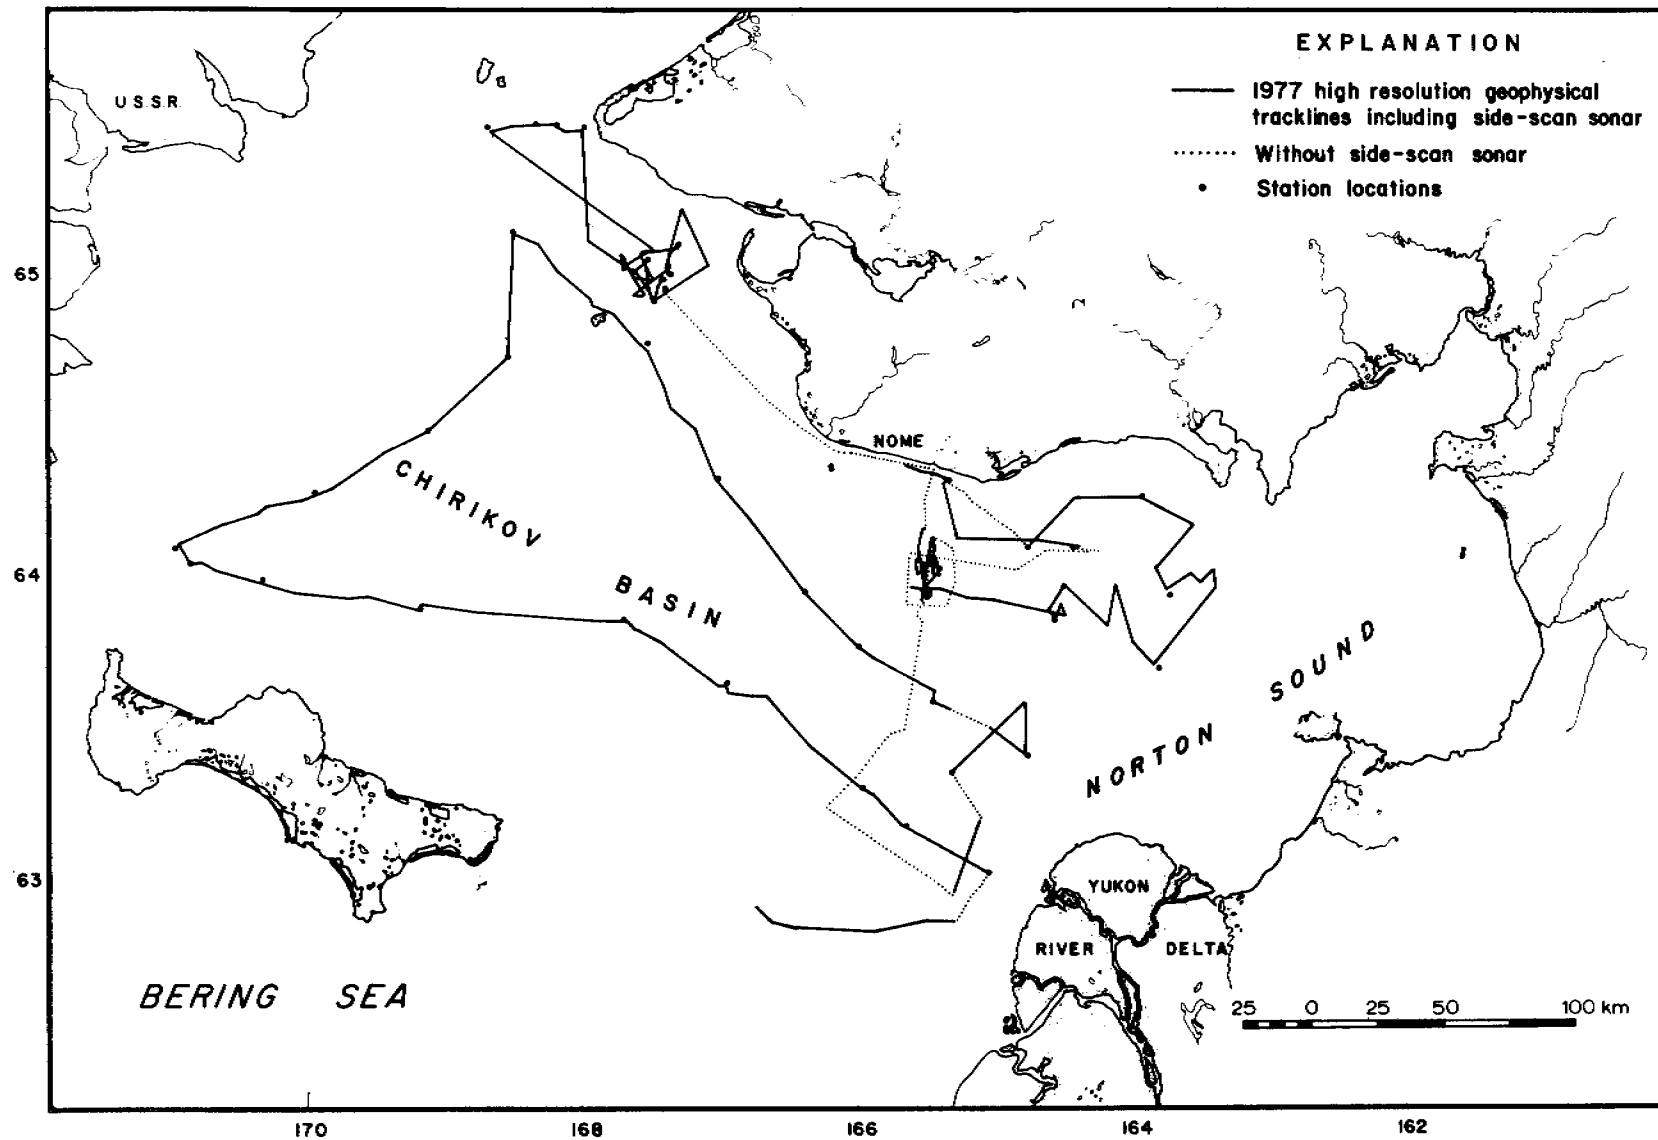 EXPLANATION
1977 high resolution geophysical
tracklines including side-scan sonar
Without side-scan sonar
Station locations
U.S.S.R.
65
NOME
CHIRIKOV
BASIN
64
NORTON SOUND
63
YUKON
RIVER DELTA
BERING SEA
25 0 25 50 100 km
170 168 166 164 162